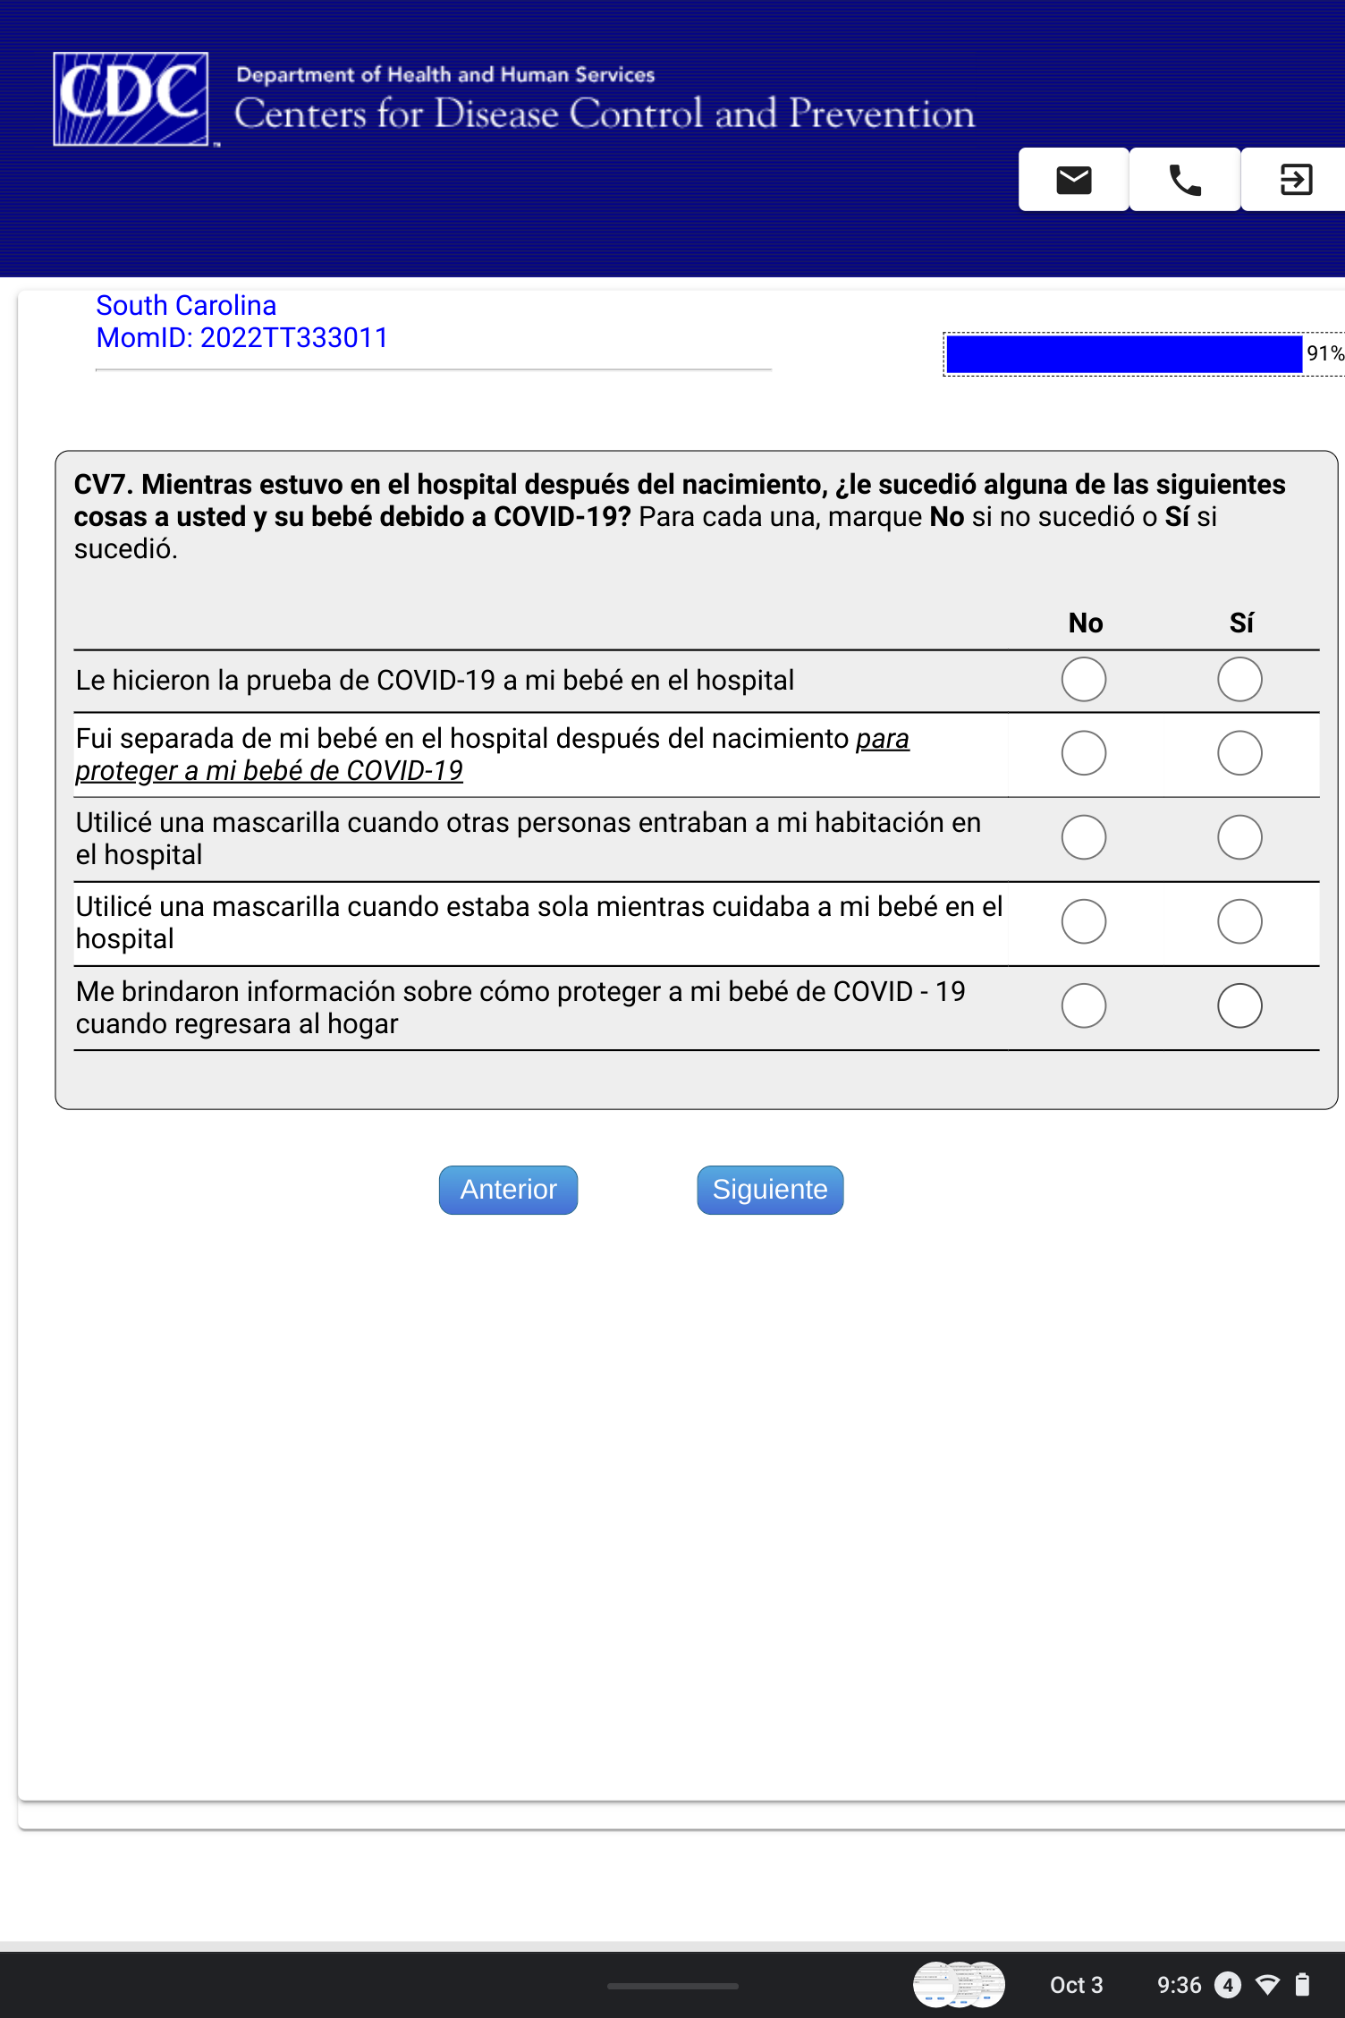 CDC
TM
Department of Health and Human Services
Centers for Disease Control and Prevention
South Carolina
MomID: 2022TT333011
91%
CV7. Mientras estuvo en el hospital después del nacimiento, ¿le sucedió alguna de las siguientes
cosas a usted y su bebé debido a COVID-19? Para cada una, marque No si no sucedió o Sí si
sucedió.
No Sí
Le hicieron la prueba de COVID-19 a mi bebé en el hospital
Fui separada de mi bebé en el hospital después del nacimiento para
proteger a mi bebé de COVID-19
Utilicé una mascarilla cuando otras personas entraban a mi habitación en
el hospital
Utilicé una mascarilla cuando estaba sola mientras cuidaba a mi bebé en el
hospital
Me brindaron información sobre cómo proteger a mi bebé de COVID - 19
cuando regresara al hogar
Anterior Siguiente
Oct 3 9:36 4